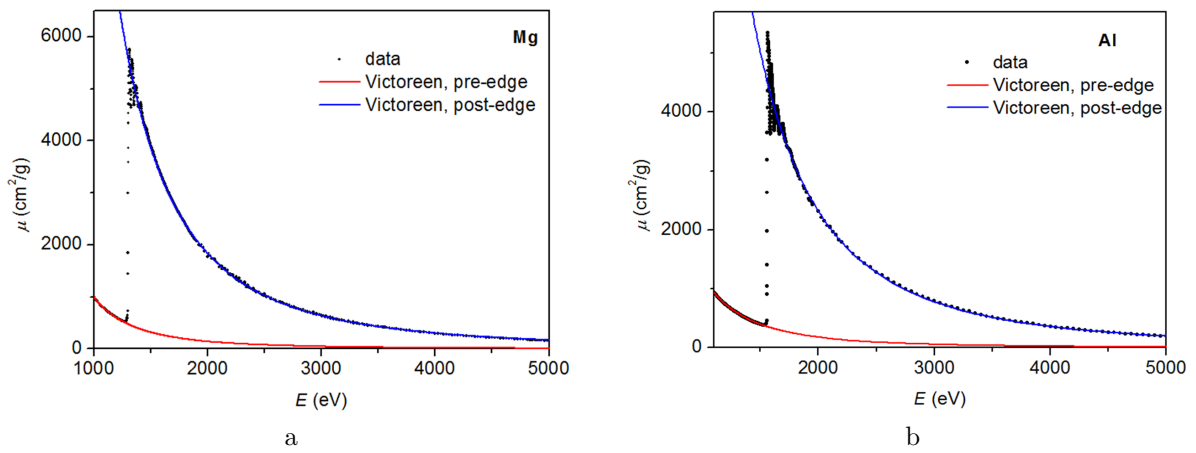 6000
4000
2000
0
μ (cm²/g)
Mg
data
Victoreen, pre-edge
Victoreen, post-edge
1000 2000 3000 4000 5000
E (eV)
a
4000
2000
0
μ (cm²/g)
Al
data
Victoreen, pre-edge
Victoreen, post-edge
2000 3000 4000 5000
E (eV)
b